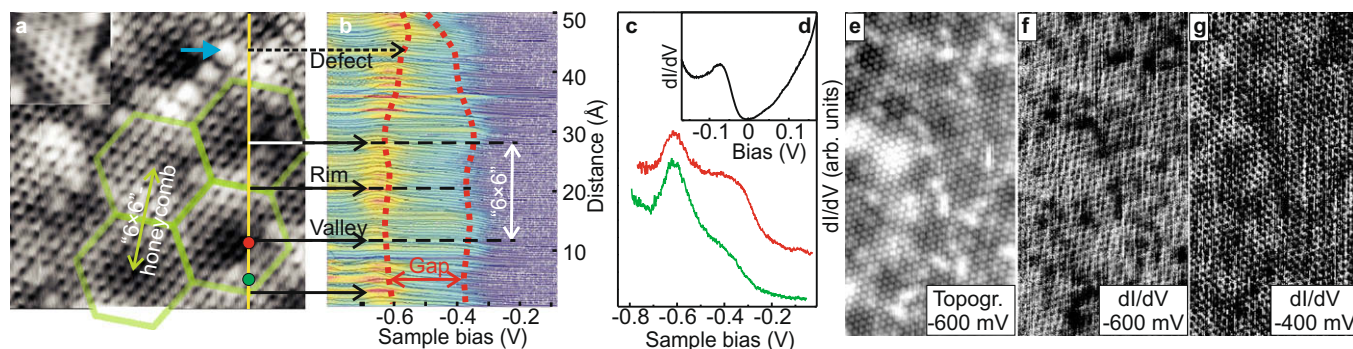 a
"6×6"
honeycomb
b
Defect
Rim
Valley
Gap
"6×6"
50
40
30
20
10
Distance (Å)
-0.6
-0.4
-0.2
Sample bias
(V)
c
d
dI/dV
-0.1
0
0.1
Bias (V)
-0.8
-0.6
-0.4
-0.2
0
Sample bias (V)
dI/dV (arb. units)
e
Topogr.
-600 mV
f
dI/dV
-600 mV
g
dI/dV
-400 mV